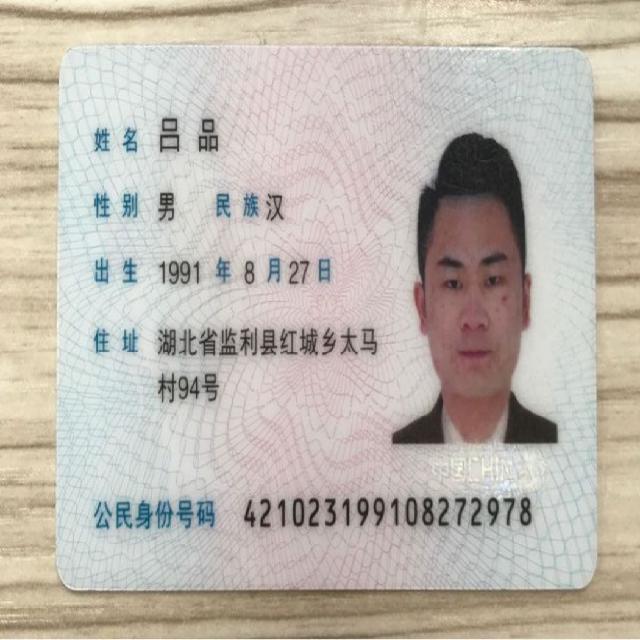 姓名 吕品
性别 男 民族 汉
出生 1991 年 8 月 27 日
住址 湖北省监利县红城乡太马
村94号
公民身份号码 421023199108272978